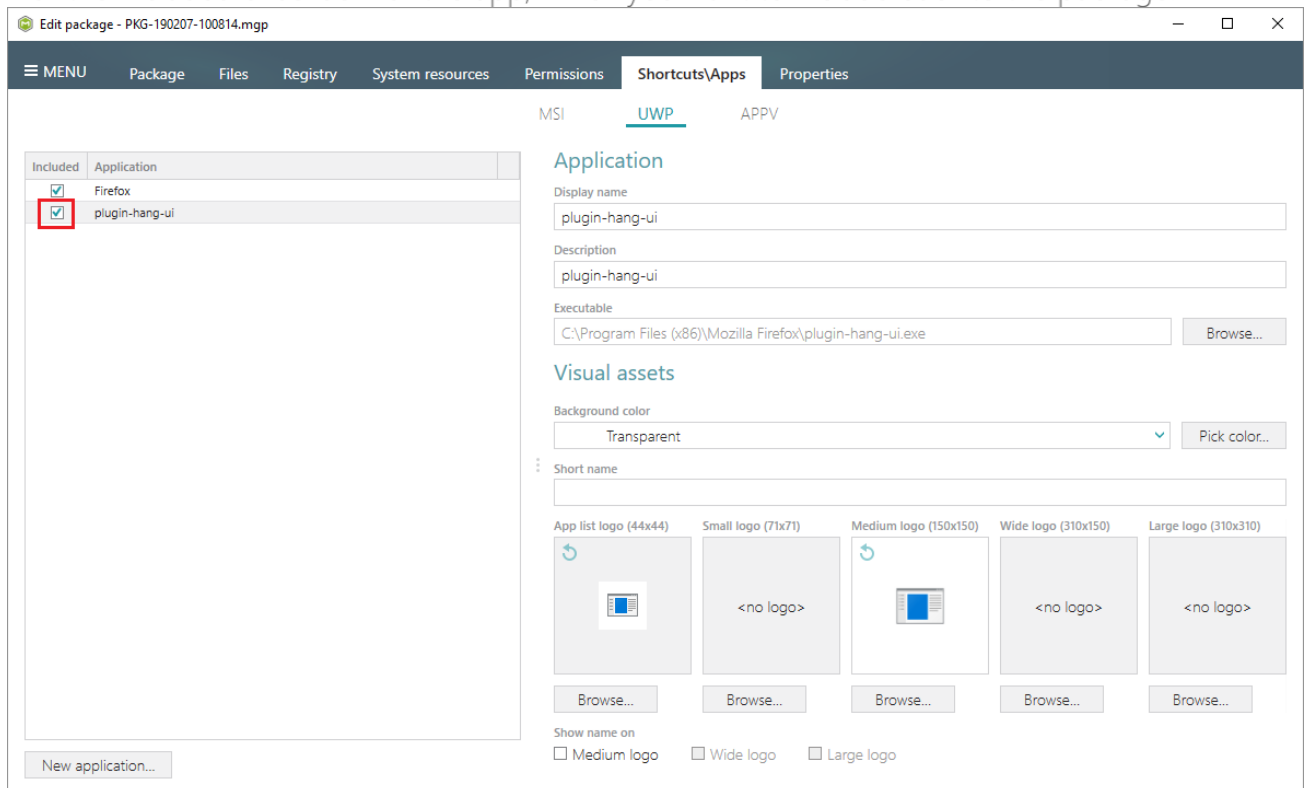 Edit package - PKG-190207-100814.mgp
MENU Package Files Registry System resources Permissions Shortcuts\Apps Properties
MSI UWP APPV
Included Application
Firefox
plugin-hang-ui
New application...
Application
Display name
plugin-hang-ui
Description
plugin-hang-ui
Executable
C:\Program Files (x86)\Mozilla Firefox\plugin-hang-ui.exe Browse...
Visual assets
Background color
Transparent Pick color...
Short name
App list logo (44x44) Small logo (71x71) Medium logo (150x150) Wide logo (310x150) Large logo (310x310)
<no logo> <no logo> <no logo>
Browse... Browse... Browse... Browse... Browse...
Show name on
Medium logo Wide logo Large logo